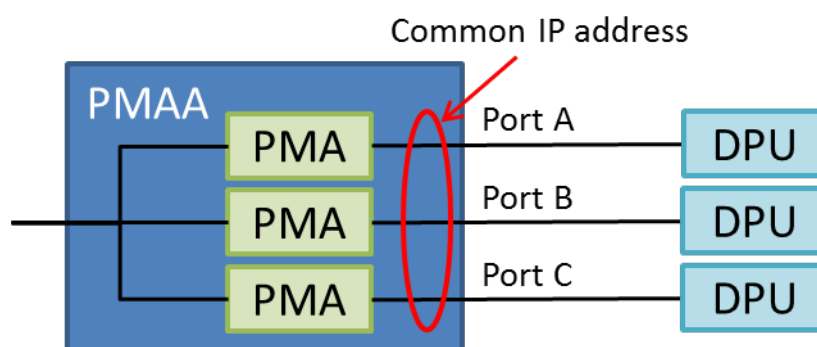 Common IP address
PMAA
PMA
Port A
DPU
PMA
Port B
DPU
PMA
Port C
DPU